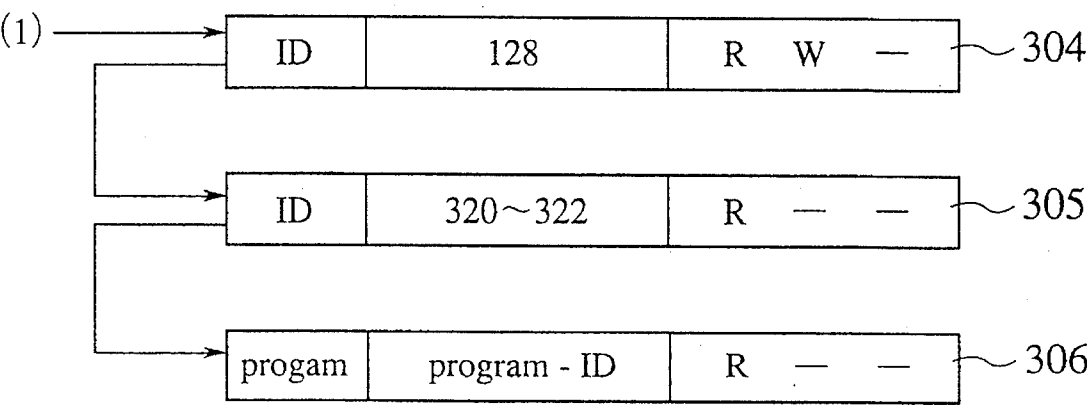 (1) ID 128 R W — 304
ID 320~322 R — — 305
progam program - ID R — — 306